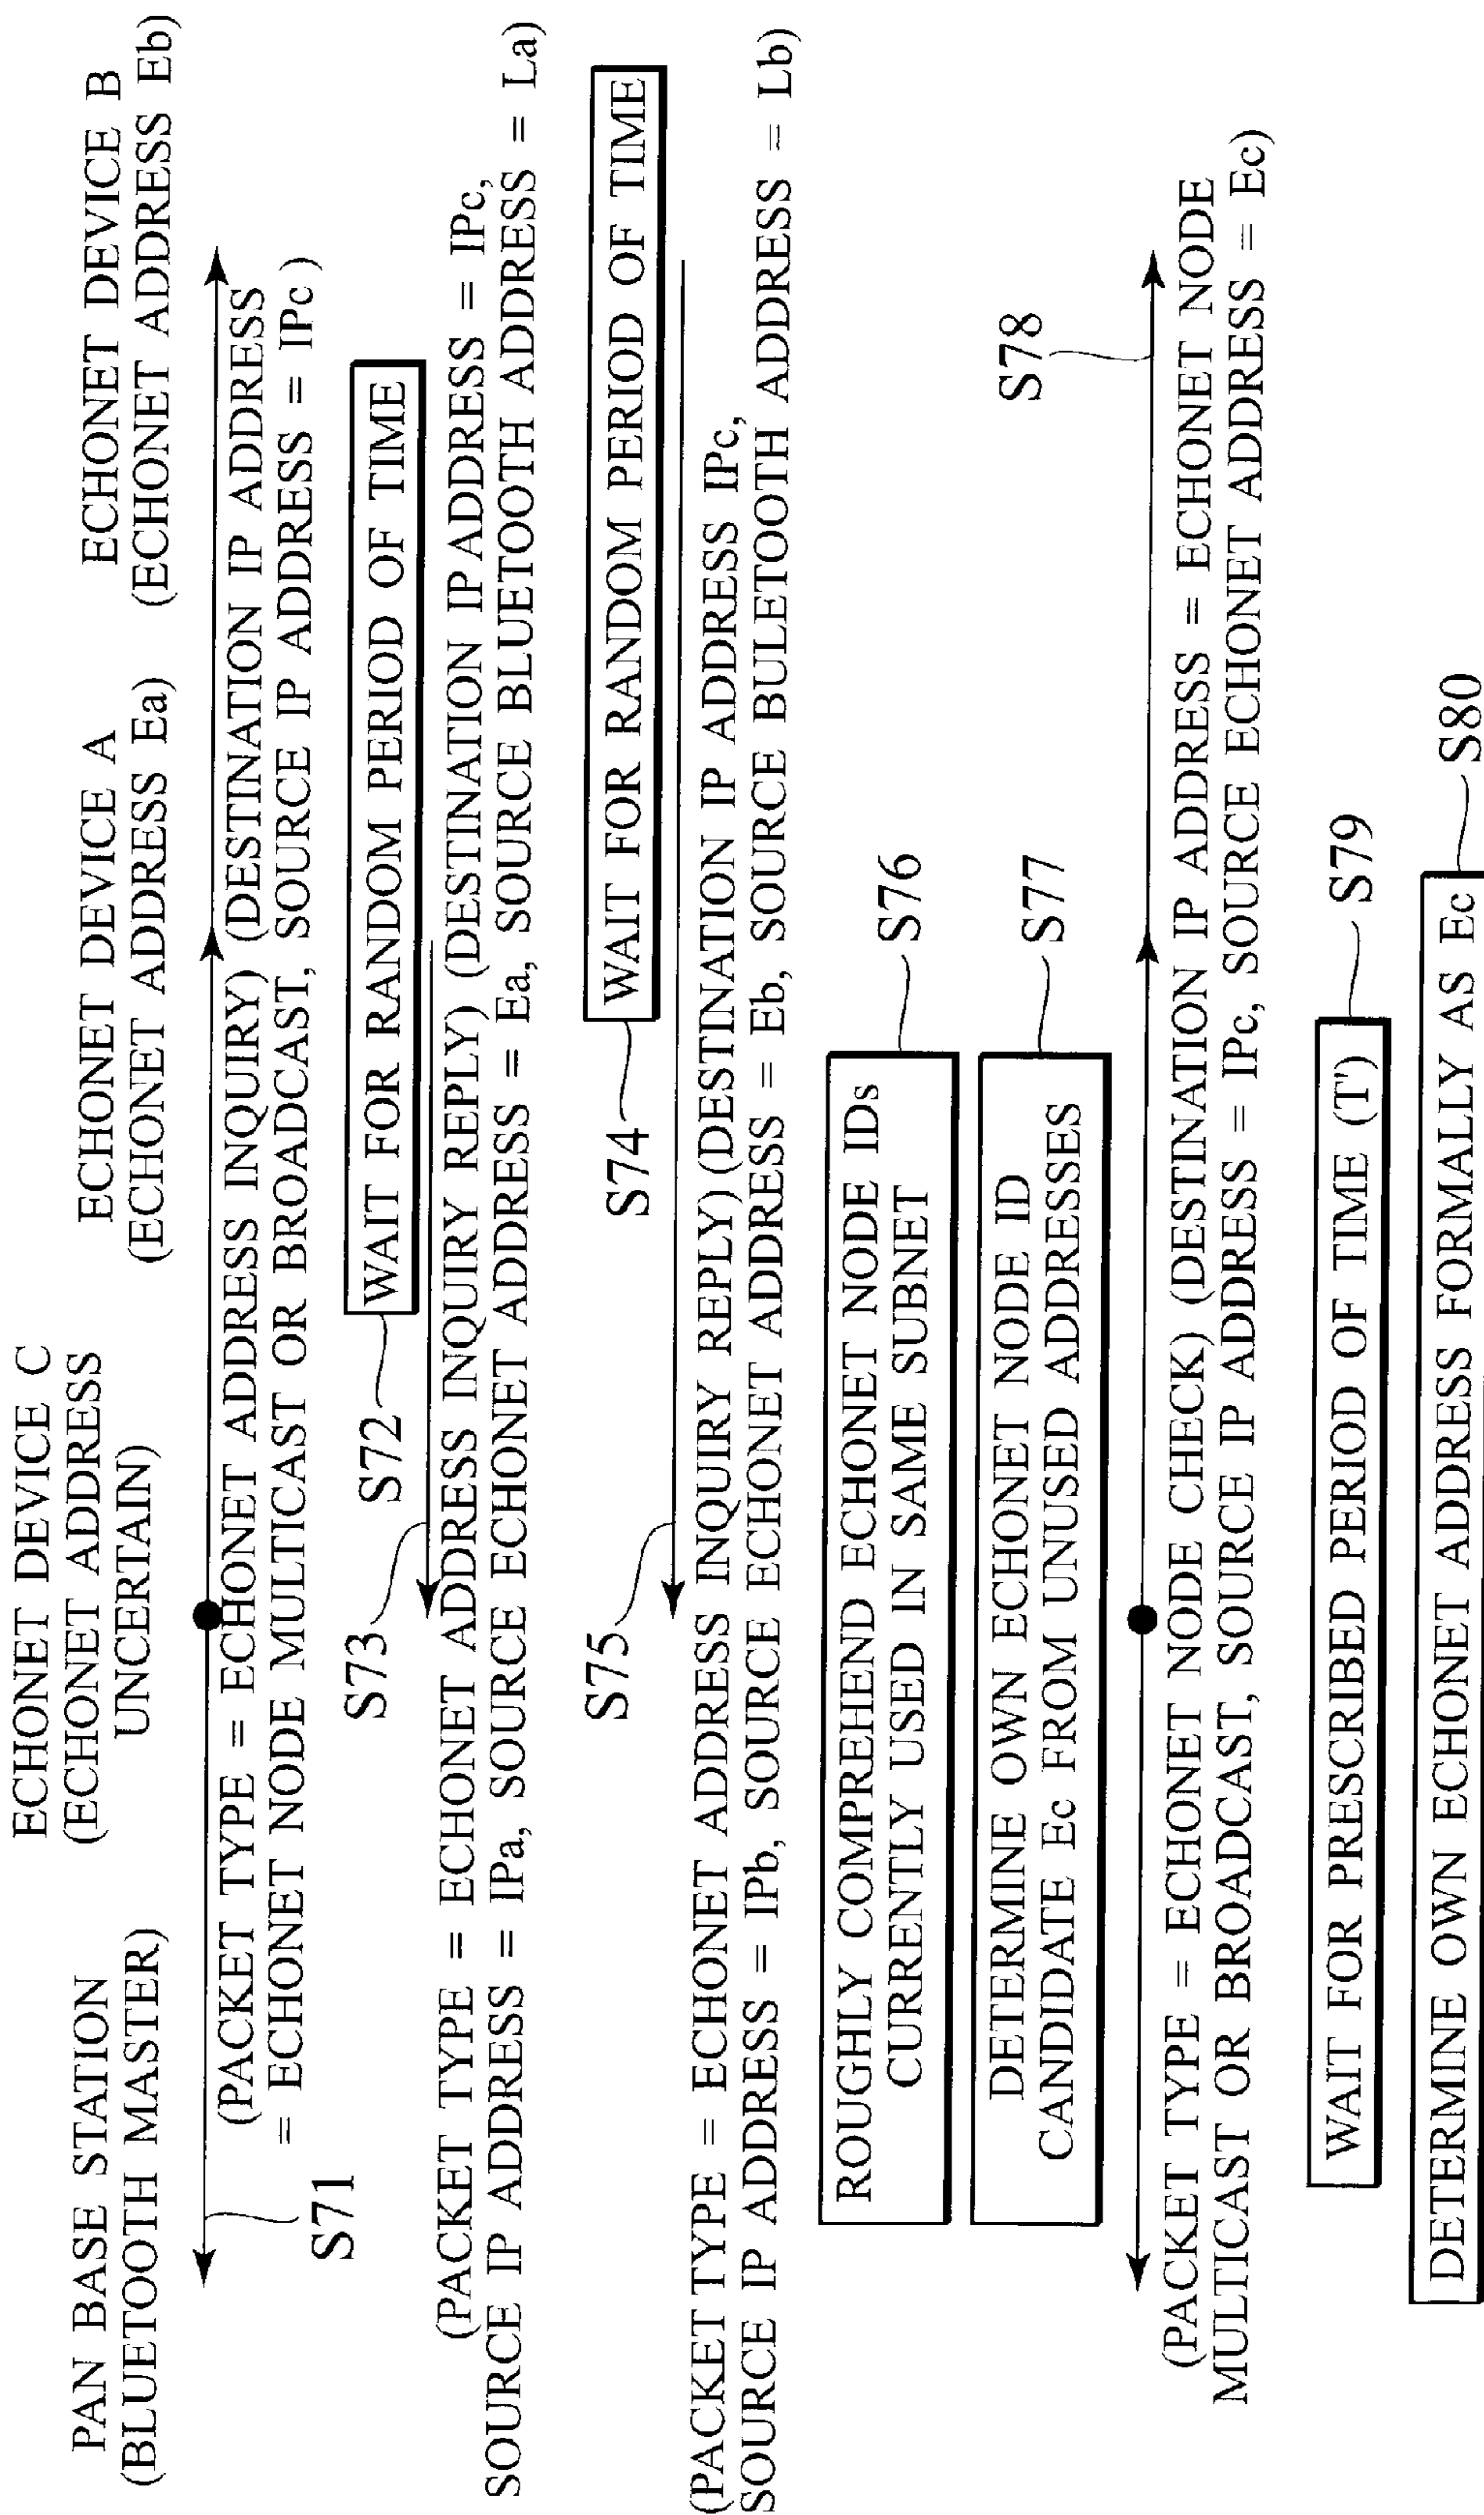 PAN BASE STATION
(BLUETOOTH MASTER)
ECHONET DEVICE C
(ECHONET ADDRESS
UNCERTAIN)
ECHONET DEVICE A
(ECHONET ADDRESS Ea)
ECHONET DEVICE B
(ECHONET ADDRESS Eb)
S71
(PACKET TYPE = ECHONET ADDRESS INQUIRY) (DESTINATION IP ADDRESS
= ECHONET NODE MULTICAST OR BROADCAST, SOURCE IP ADDRESS = IPc )
S72
WAIT FOR RANDOM PERIOD OF TIME
S73
(PACKET TYPE = ECHONET ADDRESS INQUIRY REPLY) (DESTINATION IP ADDRESS = IPc,
SOURCE IP ADDRESS = IPa, SOURCE ECHONET ADDRESS = Ea, SOURCE BLUETOOTH ADDRESS = La)
S74
WAIT FOR RANDOM PERIOD OF TIME
S75
(PACKET TYPE = ECHONET ADDRESS INQUIRY REPLY) (DESTINATION IP ADDRESS IPc,
SOURCE IP ADDRESS = IPb, SOURCE ECHONET ADDRESS = Eb, SOURCE BULETOOTH ADDRESS = Lb)
ROUGHLY COMPREHEND ECHONET NODE IDs
CURRENTLY USED IN SAME SUBNET
S76
DETERMINE OWN ECHONET NODE ID
CANDIDATE Ec FROM UNUSED ADDRESSES
S77
S78
(PACKET TYPE = ECHONET NODE CHECK) (DESTINATION IP ADDRESS = ECHONET NODE
MULTICAST OR BROADCAST, SOURCE IP ADDRESS = IPc, SOURCE ECHONET ADDRESS = Ec)
WAIT FOR PRESCRIBED PERIOD OF TIME (T')
S79
DETERMINE OWN ECHONET ADDRESS FORMALLY AS Ec
S80